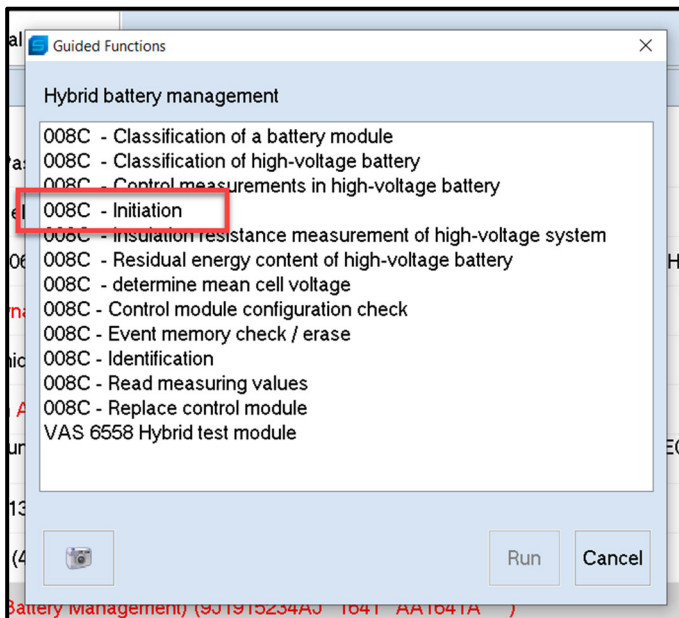 al
Guided Functions
Hybrid battery management
008C - Classification of a battery module
008C - Classification of high-voltage battery
008C - Control measurements in high-voltage battery
008C - Initiation
008C - Insulation resistance measurement of high-voltage system
008C - Residual energy content of high-voltage battery
008C - determine mean cell voltage
008C - Control module configuration check
008C - Event memory check / erase
008C - Identification
008C - Read measuring values
008C - Replace control module
VAS 6558 Hybrid test module
Run
Cancel
Battery Management) (9J1915234AJ 1641 AA1641A )